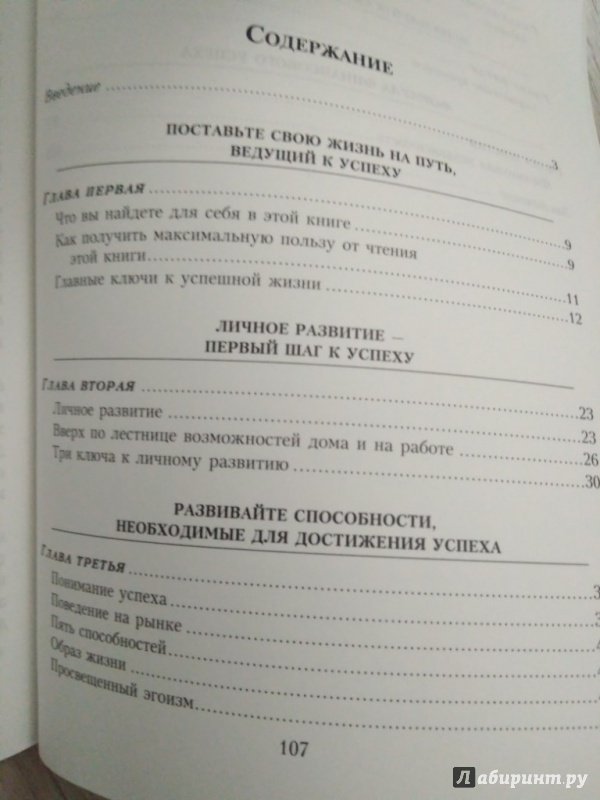 СОДЕРЖАНИЕ
Введение ........ 3
ПОСТАВЬТЕ СВОЮ ЖИЗНЬ НА ПУТЬ,
ВЕДУЩИЙ К УСПЕХУ
ГЛАВА ПЕРВАЯ ........ 9
Что вы найдете для себя в этой книге ........ 9
Как получить максимальную пользу от чтения
этой книги ........ 11
Главные ключи к успешной жизни ........ 12
ЛИЧНОЕ РАЗВИТИЕ –
ПЕРВЫЙ ШАГ К УСПЕХУ
ГЛАВА ВТОРАЯ ........ 23
Личное развитие ........ 23
Вверх по лестнице возможностей дома и на работе ........ 26
Три ключа к личному развитию ........ 30
РАЗВИВАЙТЕ СПОСОБНОСТИ,
НЕОБХОДИМЫЕ ДЛЯ ДОСТИЖЕНИЯ УСПЕХА
ГЛАВА ТРЕТЬЯ ........ 3
Понимание успеха ........ 3
Поведение на рынке ........
Пять способностей ........
Образ жизни ........
Просвещенный эгоизм ........
107
Лабиринт.ру